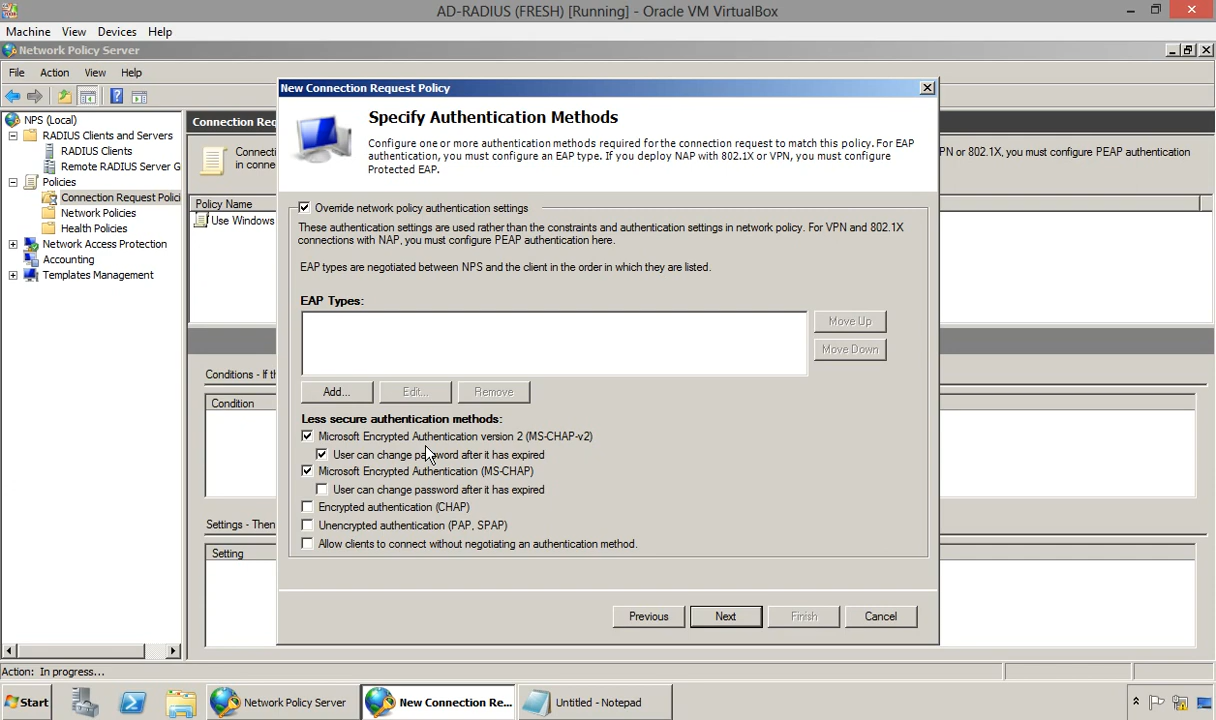 AD-RADIUS (FRESH) [Running] - Oracle VM VirtualBox
Machine View Devices Help
Network Policy Server
File Action View Help
NPS (Local)
RADIUS Clients and Servers
RADIUS Clients
Remote RADIUS Server G
Policies
Connection Request Polici
Network Policies
Health Policies
Network Access Protection
Accounting
Templates Management
Connection Req
Connecti
in conne
PN or 802.1X, you must configure PEAP authentication
Policy Name
Use Windows
Conditions - If th
Condition
Settings - Then
Setting
New Connection Request Policy
Specify Authentication Methods
Configure one or more authentication methods required for the connection request to match this policy. For EAP
authentication, you must configure an EAP type. If you deploy NAP with 802.1X or VPN, you must configure
Protected EAP.
Override network policy authentication settings
These authentication settings are used rather than the constraints and authentication settings in network policy. For VPN and 802.1X
connections with NAP, you must configure PEAP authentication here.
EAP types are negotiated between NPS and the client in the order in which they are listed.
EAP Types:
Move Up
Move Down
Add... Edit... Remove
Less secure authentication methods:
Microsoft Encrypted Authentication version 2 (MS-CHAP-v2)
User can change password after it has expired
Microsoft Encrypted Authentication (MS-CHAP)
User can change password after it has expired
Encrypted authentication (CHAP)
Unencrypted authentication (PAP, SPAP)
Allow clients to connect without negotiating an authentication method.
Previous Next Finish Cancel
Action: In progress...
Start Network Policy Server New Connection Re... Untitled - Notepad